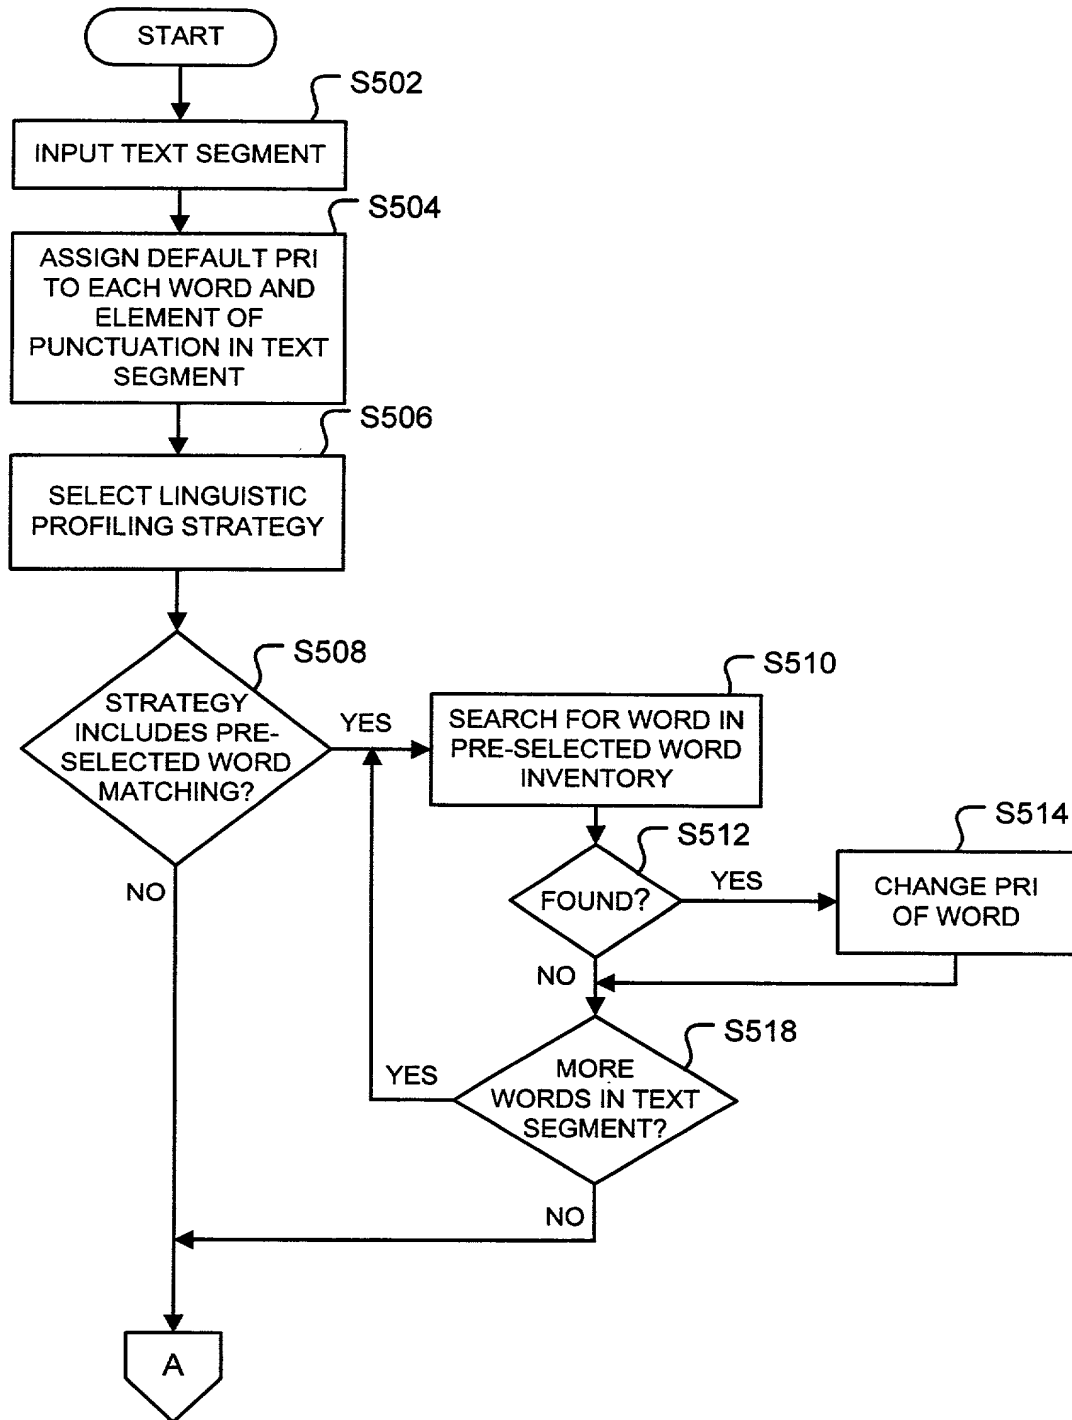 START
S502
INPUT TEXT SEGMENT
S504
ASSIGN DEFAULT PRI
TO EACH WORD AND
ELEMENT OF
PUNCTUATION IN TEXT
SEGMENT
S506
SELECT LINGUISTIC
PROFILING STRATEGY
S508
STRATEGY
INCLUDES PRE-
SELECTED WORD
MATCHING?
YES
NO
S510
SEARCH FOR WORD IN
PRE-SELECTED WORD
INVENTORY
S512
FOUND?
YES
NO
S514
CHANGE PRI
OF WORD
S518
MORE
WORDS IN TEXT
SEGMENT?
YES
NO
A